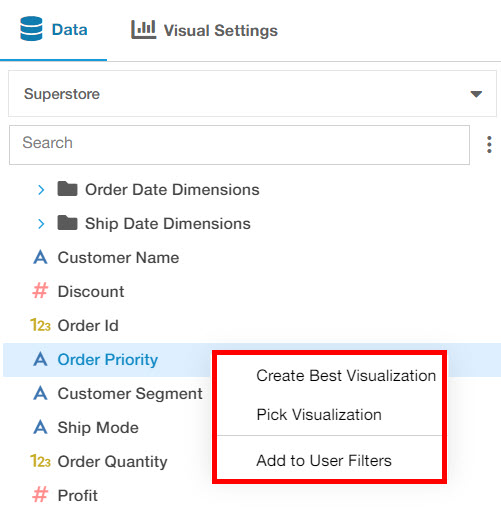 Data Visual Settings
Superstore
Search
Order Date Dimensions
Ship Date Dimensions
A Customer Name
# Discount
123 Order Id
A Order Priority
Create Best Visualization
A Customer Segment
Pick Visualization
A Ship Mode
123 Order Quantity
Add to User Filters
# Profit